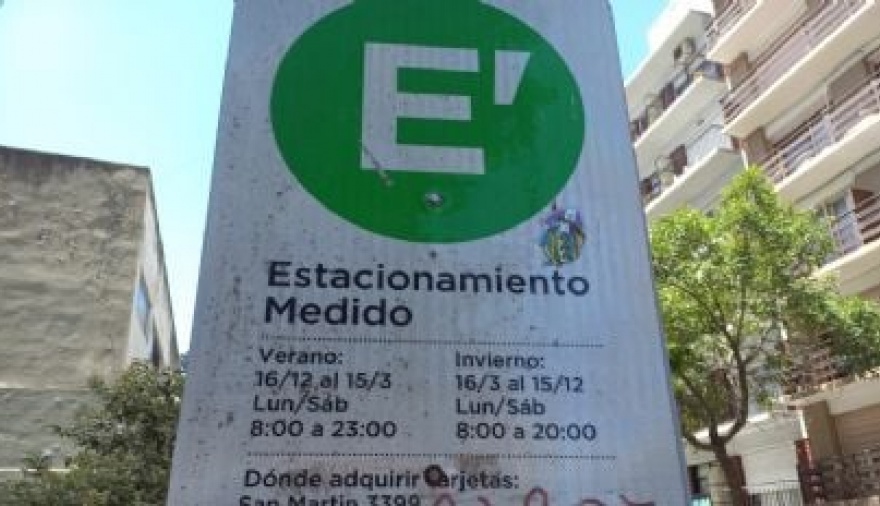 E'
Estacionamiento
Medido
Verano:
16/12 al 15/3
Lun/Sáb
8:00 a 23:00
Invierno:
16/3 al 15/12
Lun/Sáb
8:00 a 20:00
Dónde adquirir tarjetas:
San Martin 3399